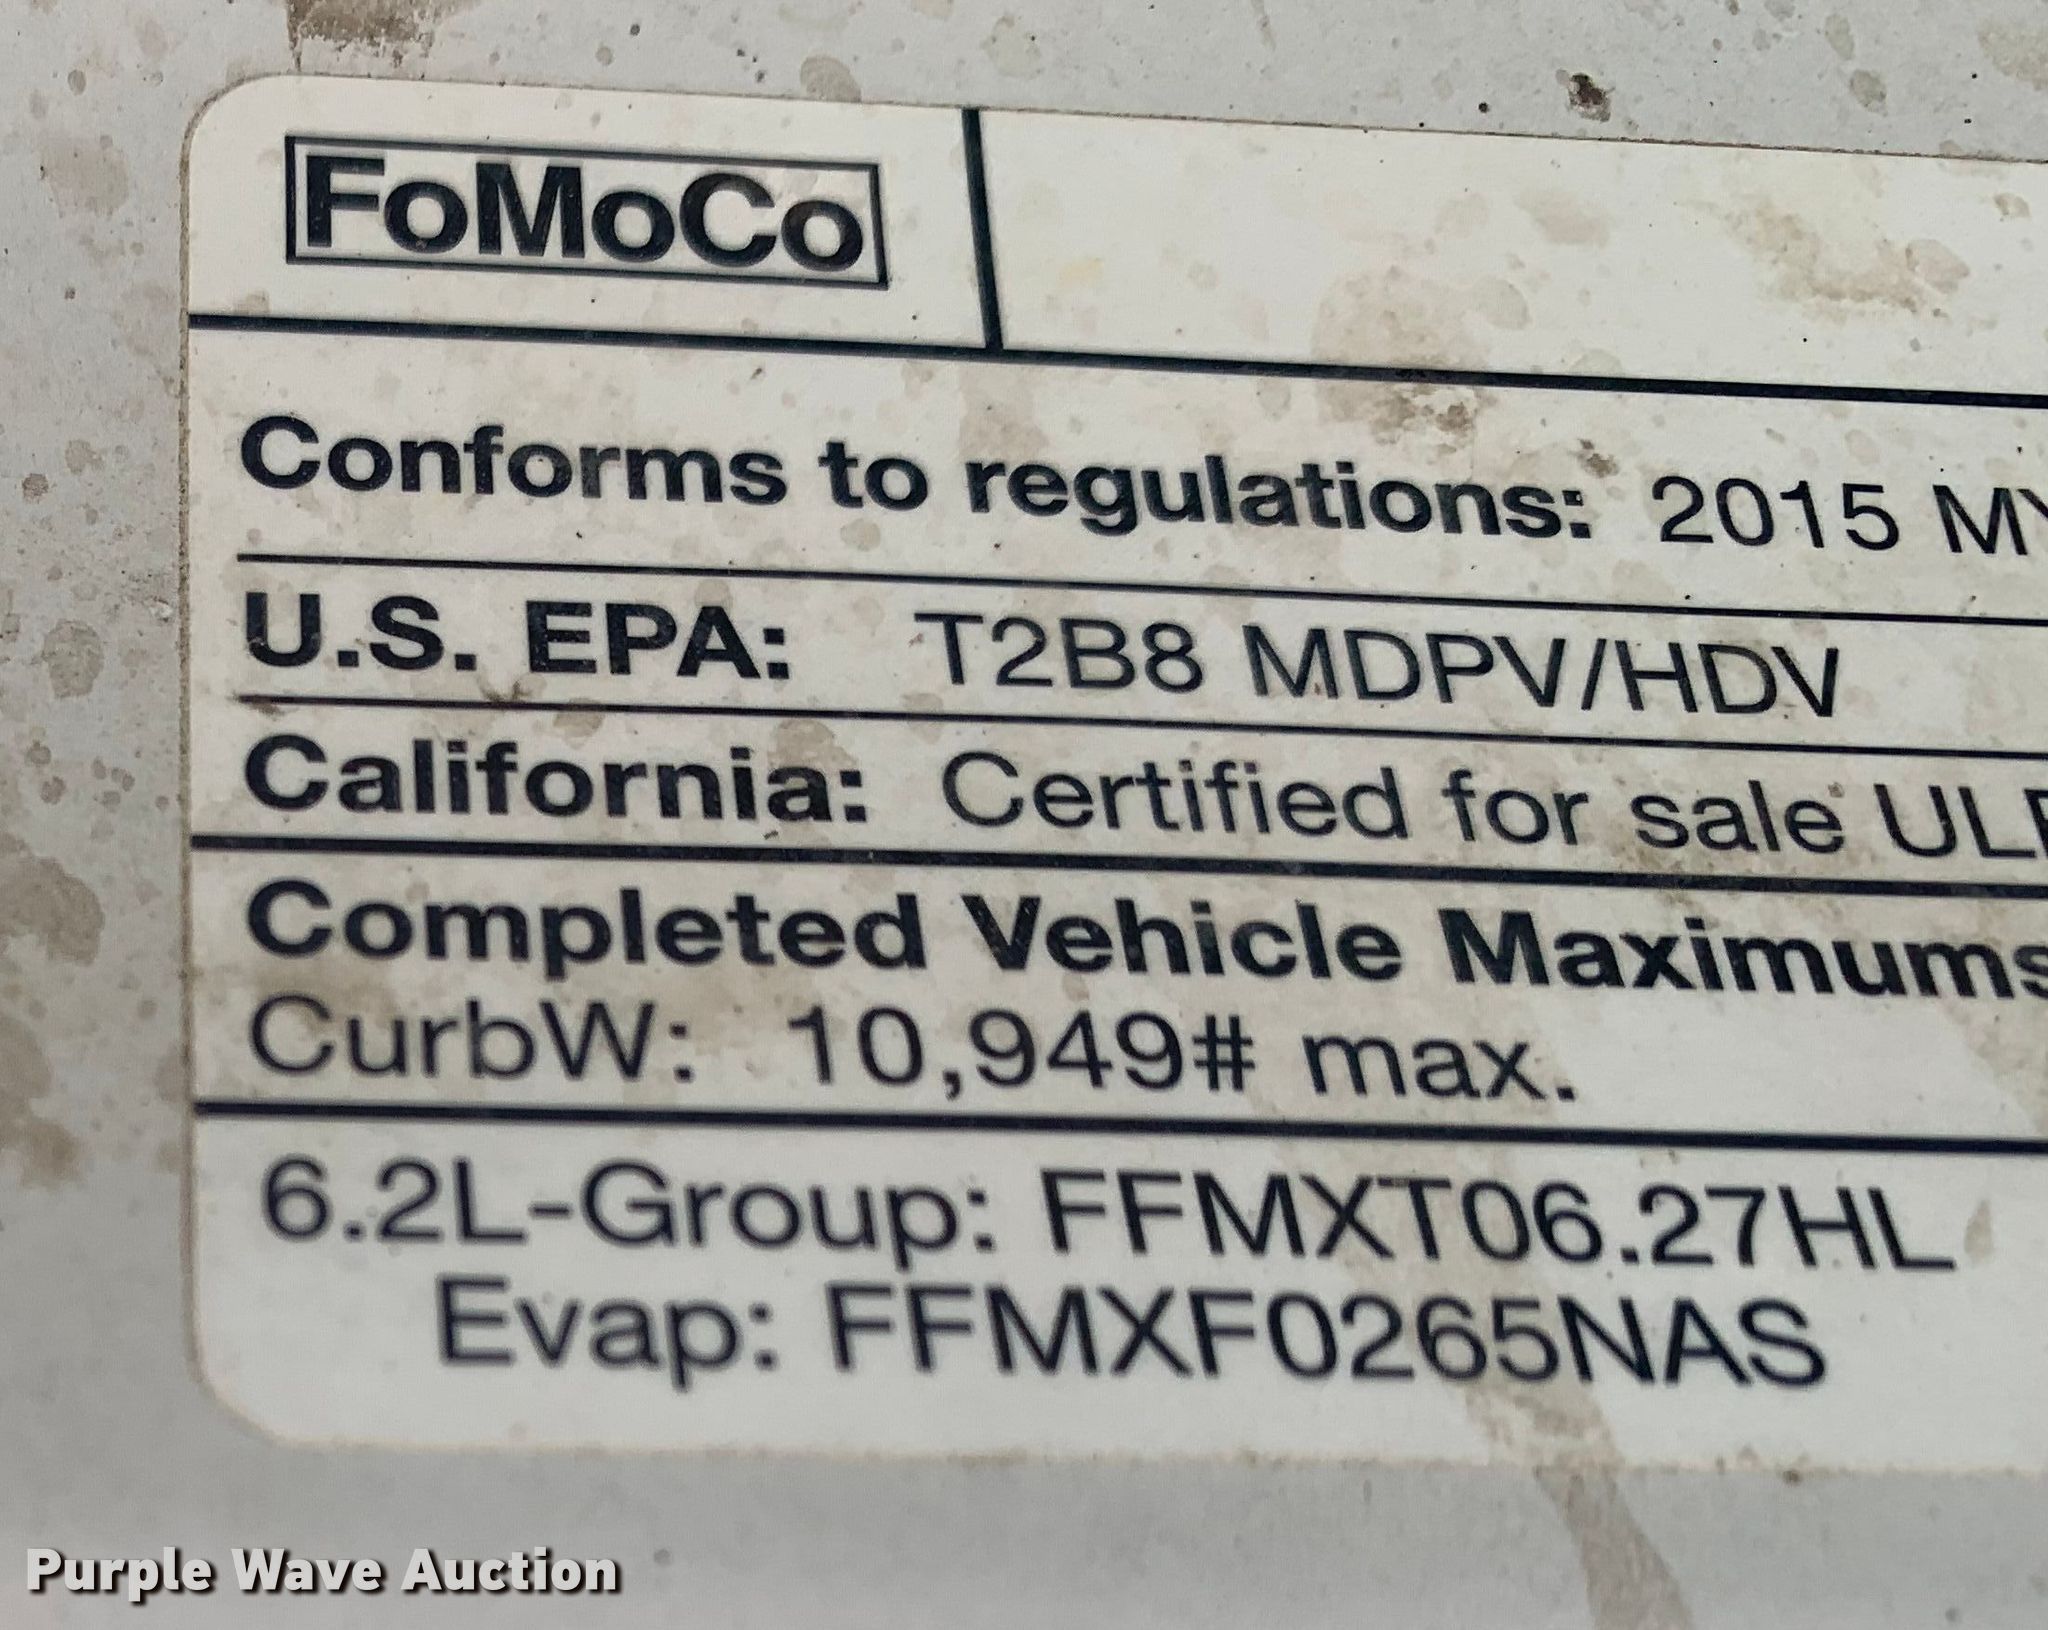 FoMoCo
Conforms to regulations: 2015 MY
U.S. EPA: T2B8 MDPV/HDV
California: Certified for sale ULE
Completed Vehicle Maximums
CurbW: 10,949# max.
6.2L-Group: FFMXT06.27HL
Evap: FFMXF0265NAS
Purple Wave Auction